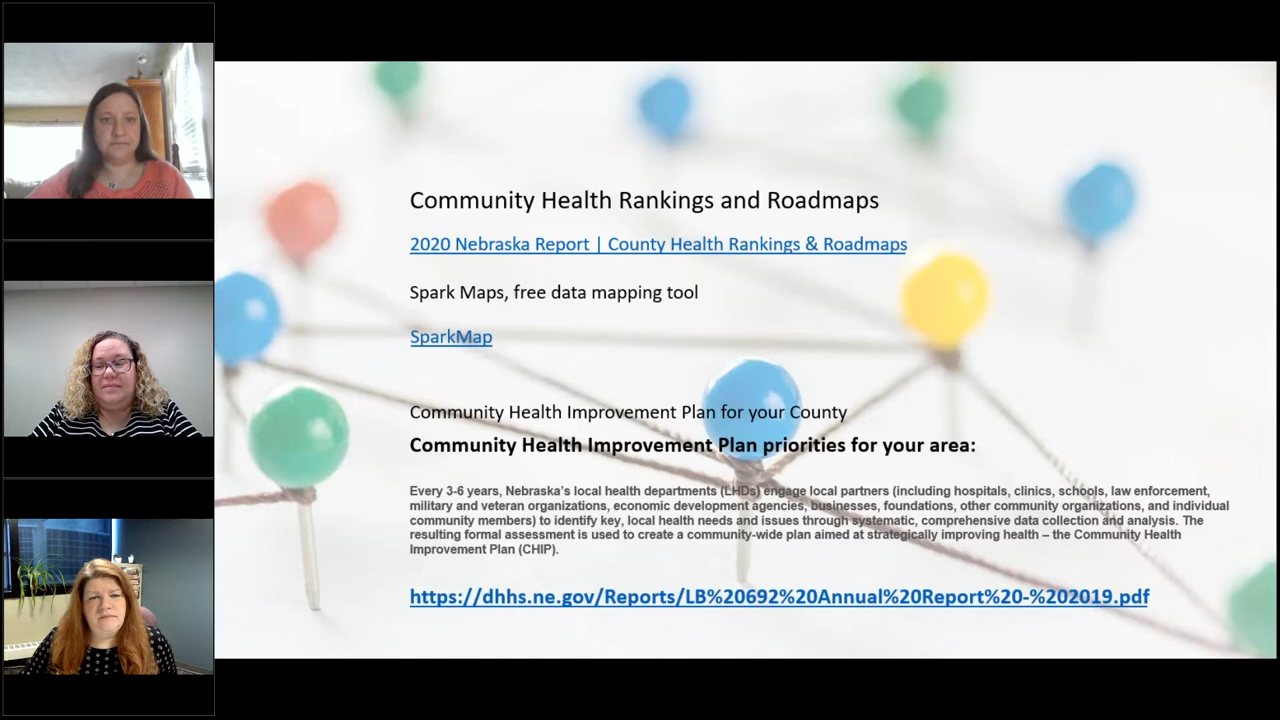 Community Health Rankings and Roadmaps
2020 Nebraska Report | County Health Rankings & Roadmaps
Spark Maps, free data mapping tool
SparkMap
Community Health Improvement Plan for your County
Community Health Improvement Plan priorities for your area:
Every 3-6 years, Nebraska's local health departments (LHDs) engage local partners (including hospitals, clinics, schools, law enforcement,
military and veteran organizations, economic development agencies, businesses, foundations, other community organizations, and individual
community members) to identify key, local health needs and issues through systematic, comprehensive data collection and analysis. The
resulting formal assessment is used to create a community-wide plan aimed at strategically improving health – the Community Health
Improvement Plan (CHIP).
https://dhhs.ne.gov/Reports/LB%20692%20Annual%20Report%20-%202019.pdf